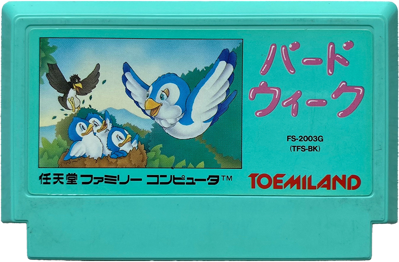 バード
ウィーク
FS-2003G
(TFS-BK)
任天堂 ファミリー コンピュータ™
TOEMILAND